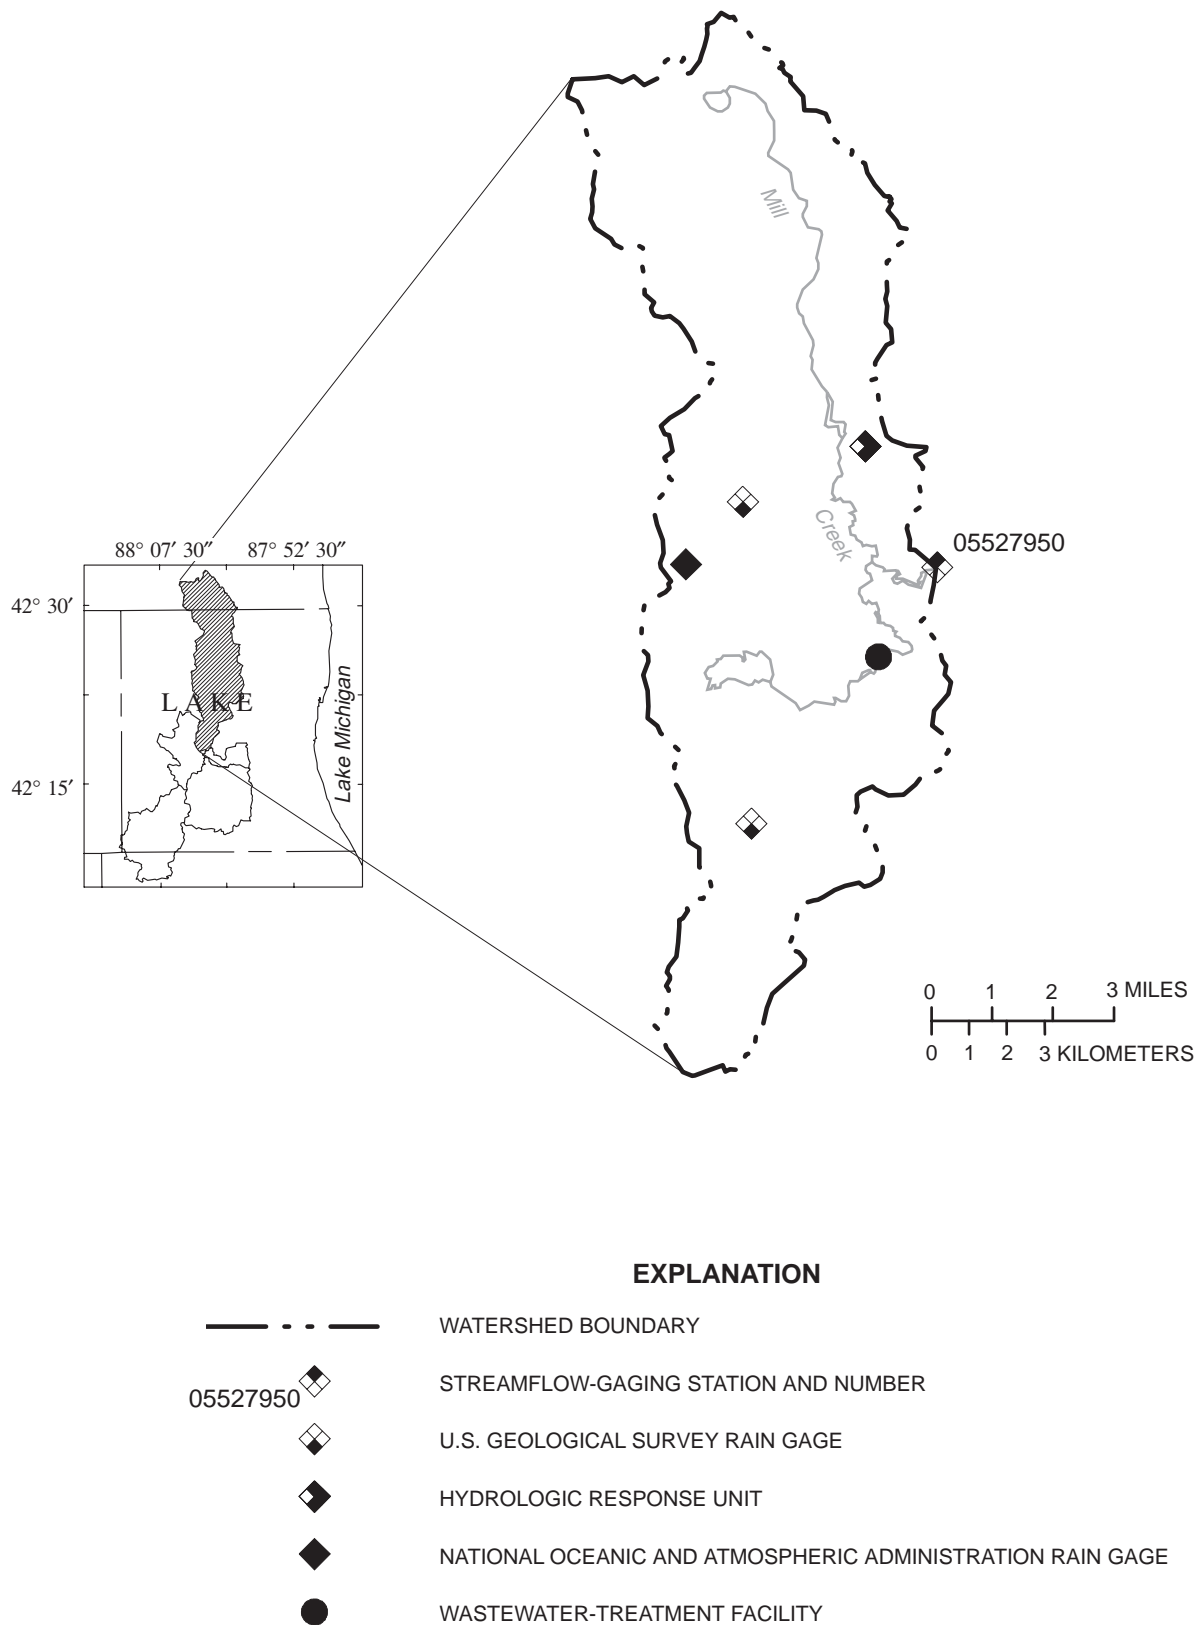 Mill
Creek
05527950
88° 07′ 30″ 87° 52′ 30″
42° 30′
LAKE
Lake Michigan
42° 15′
0 1 2 3 MILES
0 1 2 3 KILOMETERS
EXPLANATION
WATERSHED BOUNDARY
05527950 STREAMFLOW-GAGING STATION AND NUMBER
U.S. GEOLOGICAL SURVEY RAIN GAGE
HYDROLOGIC RESPONSE UNIT
NATIONAL OCEANIC AND ATMOSPHERIC ADMINISTRATION RAIN GAGE
WASTEWATER-TREATMENT FACILITY